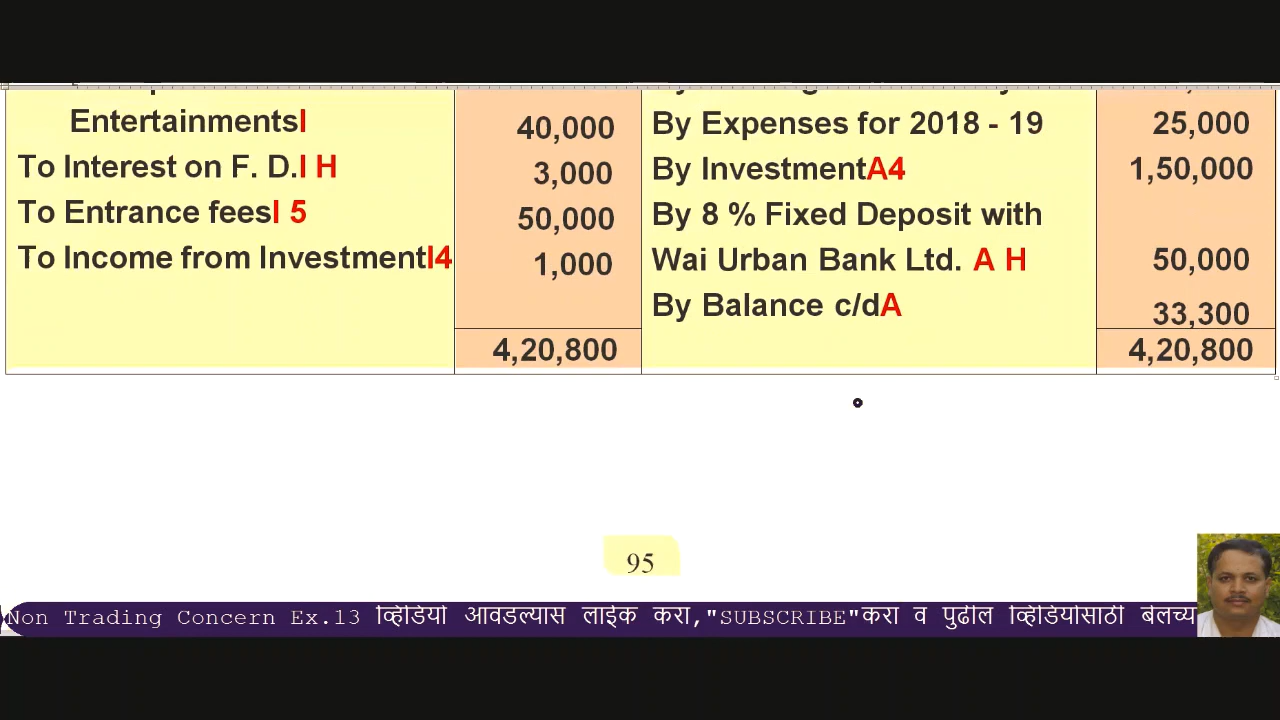 EntertainmentsI 40,000
To Interest on F. D.I H 3,000
To Entrance feesI 5 50,000
To Income from InvestmentI4 1,000
4,20,800
By Expenses for 2018 - 19 25,000
By InvestmentA4 1,50,000
By 8 % Fixed Deposit with
Wai Urban Bank Ltd. A H 50,000
By Balance c/dA 33,300
4,20,800
95
Non Trading Concern Ex.13 व्हिडियो आवडल्यास लाईक करा,"SUBSCRIBE"करा व पुढील व्हिडियोसाठी बेलच्य